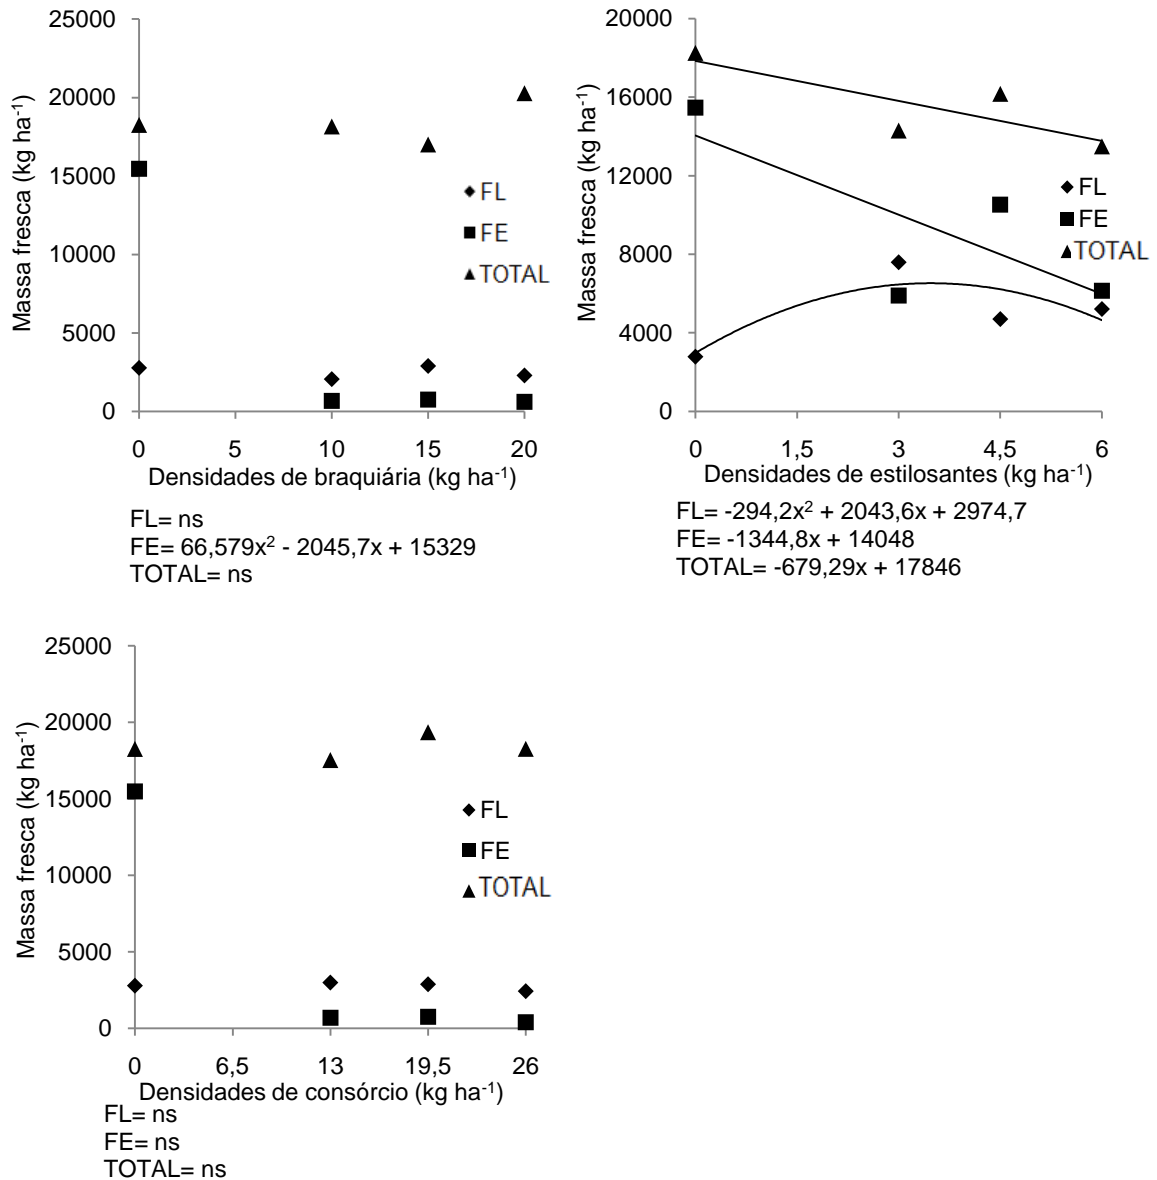 25000
20000
15000
10000
5000
0
Massa fresca (kg ha-1)
FL
FE
TOTAL
0 5 10 15 20
Densidades de braquiária (kg ha-1)
FL= ns
FE= 66,579x2 - 2045,7x + 15329
TOTAL= ns
20000
16000
12000
8000
4000
0
Massa fresca (kg ha-1)
FL
FE
TOTAL
0 1,5 3 4,5 6
Densidades de estilosantes (kg ha-1)
FL= -294,2x2 + 2043,6x + 2974,7
FE= -1344,8x + 14048
TOTAL= -679,29x + 17846
25000
20000
15000
10000
5000
0
Massa fresca (kg ha-1)
FL
FE
TOTAL
0 6,5 13 19,5 26
Densidades de consórcio (kg ha-1)
FL= ns
FE= ns
TOTAL= ns